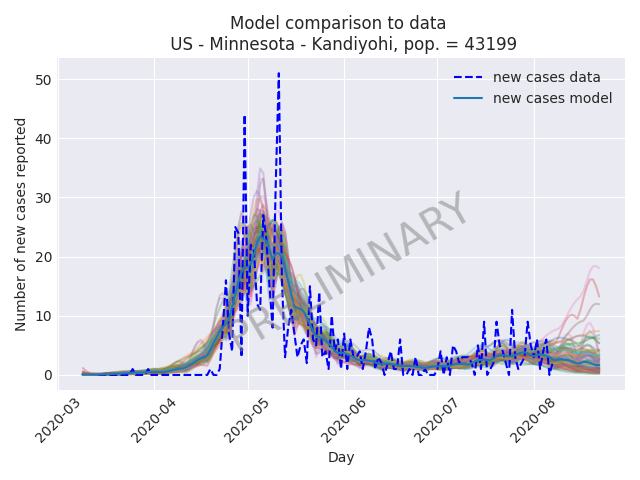 Model comparison to data
US - Minnesota - Kandiyohi, pop. = 43199
new cases data
new cases model
PRELIMINARY
Number of new cases reported
50
40
30
20
10
0
2020-03
2020-04
2020-05
2020-06
2020-07
2020-08
Day